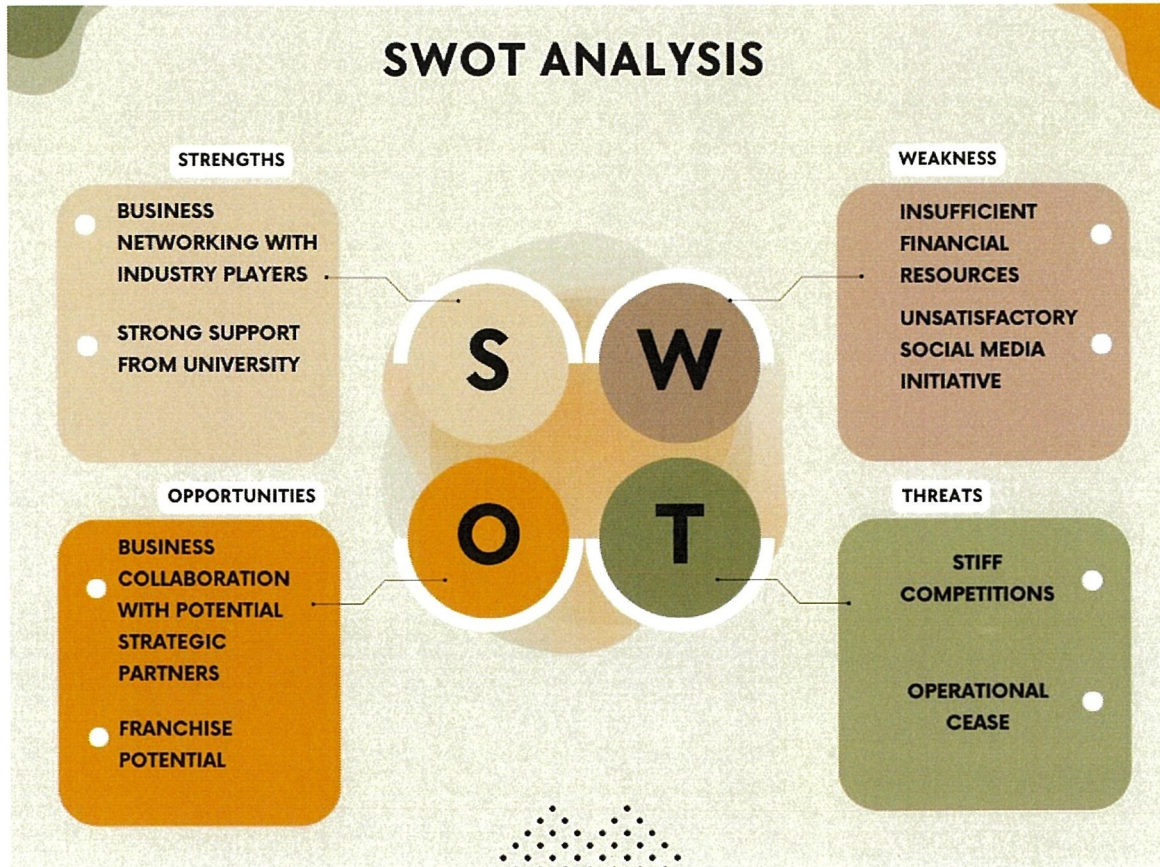 SWOT ANALYSIS
STRENGTHS
BUSINESS
NETWORKING WITH
INDUSTRY PLAYERS
STRONG SUPPORT
FROM UNIVERSITY
WEAKNESS
INSUFFICIENT
FINANCIAL
RESOURCES
UNSATISFACTORY
SOCIAL MEDIA
INITIATIVE
S
W
O
T
OPPORTUNITIES
BUSINESS
COLLABORATION
WITH POTENTIAL
STRATEGIC
PARTNERS
FRANCHISE
POTENTIAL
THREATS
STIFF
COMPETITIONS
OPERATIONAL
CEASE